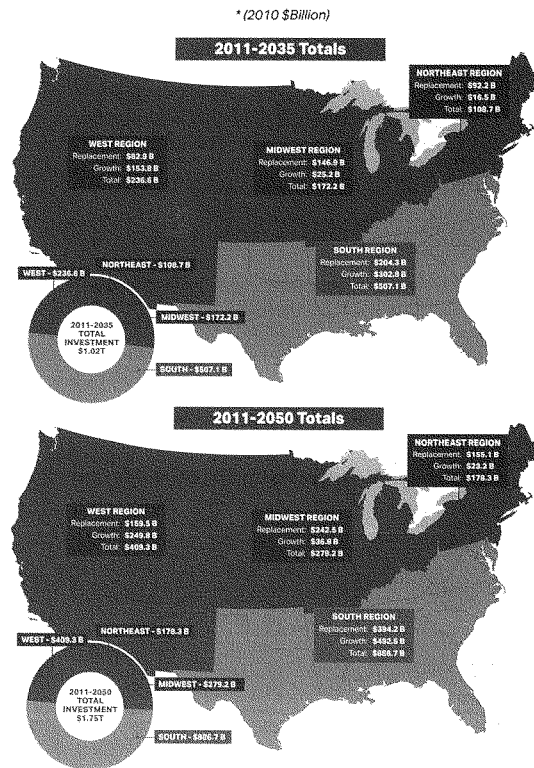 * (2010 $Billion)
2011-2035 Totals
NORTHEAST REGION
Replacement: $92.2 B
Growth: $16.5 B
Total: $108.7 B
WEST REGION
Replacement: $82.8 B
Growth: $153.8 B
Total: $236.6 B
MIDWEST REGION
Replacement: $146.9 B
Growth: $25.2 B
Total: $172.2 B
SOUTH REGION
Replacement: $204.3 B
Growth: $302.8 B
Total: $507.1 B
NORTHEAST - $108.7 B
WEST - $236.6 B
MIDWEST - $172.2 B
2011-2035
TOTAL
INVESTMENT
$1.02T
SOUTH - $507.1 B
2011-2050 Totals
NORTHEAST REGION
Replacement: $155.1 B
Growth: $23.2 B
Total: $178.3 B
WEST REGION
Replacement: $159.5 B
Growth: $249.8 B
Total: $409.3 B
MIDWEST REGION
Replacement: $242.5 B
Growth: $36.8 B
Total: $279.2 B
SOUTH REGION
Replacement: $394.2 B
Growth: $492.5 B
Total: $886.7 B
NORTHEAST - $178.3 B
WEST - $409.3 B
MIDWEST - $279.2 B
2011-2050
TOTAL
INVESTMENT
$1.75T
SOUTH - $886.7 B